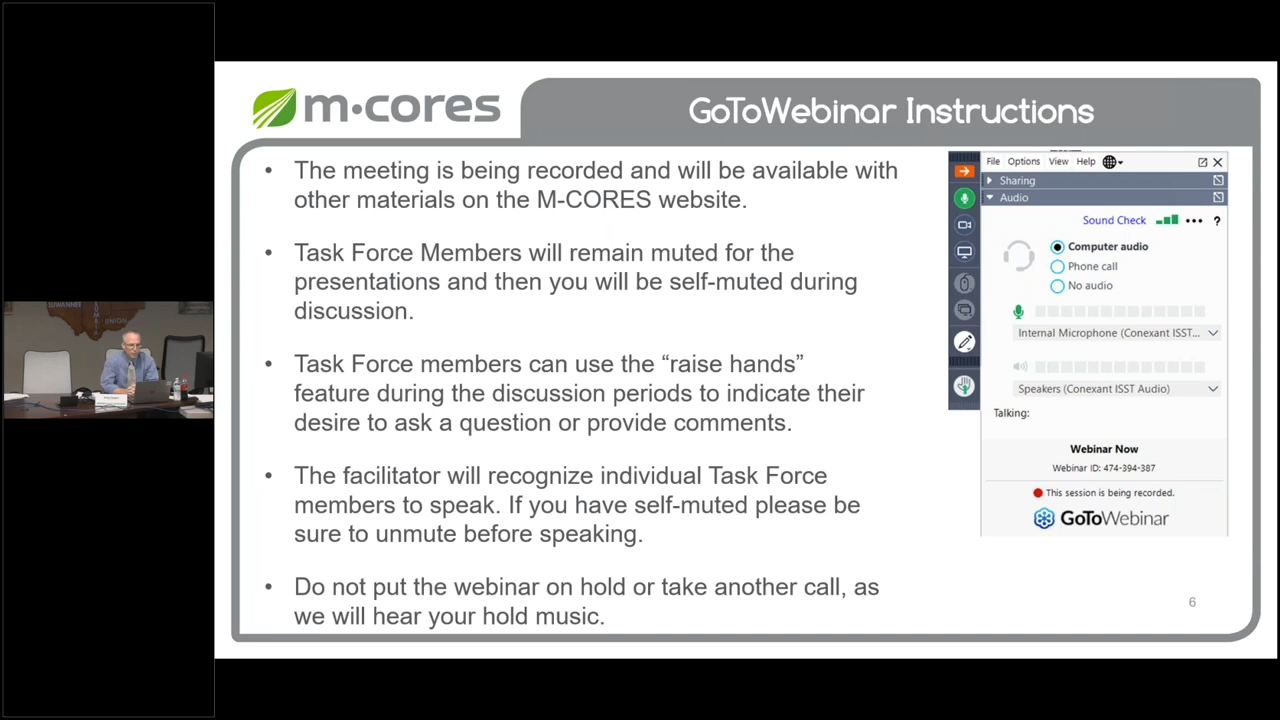 m·cores
GoToWebinar Instructions
• The meeting is being recorded and will be available with
other materials on the M-CORES website.
• Task Force Members will remain muted for the
presentations and then you will be self-muted during
discussion.
• Task Force members can use the “raise hands”
feature during the discussion periods to indicate their
desire to ask a question or provide comments.
• The facilitator will recognize individual Task Force
members to speak. If you have self-muted please be
sure to unmute before speaking.
• Do not put the webinar on hold or take another call, as
we will hear your hold music.
File Options View Help
Sharing
Audio
Sound Check ?
Computer audio
Phone call
No audio
Internal Microphone (Conexant ISST...
Speakers (Conexant ISST Audio)
Talking:
Webinar Now
Webinar ID: 474-394-387
This session is being recorded.
GoToWebinar
6
SUWANNEE
UNION